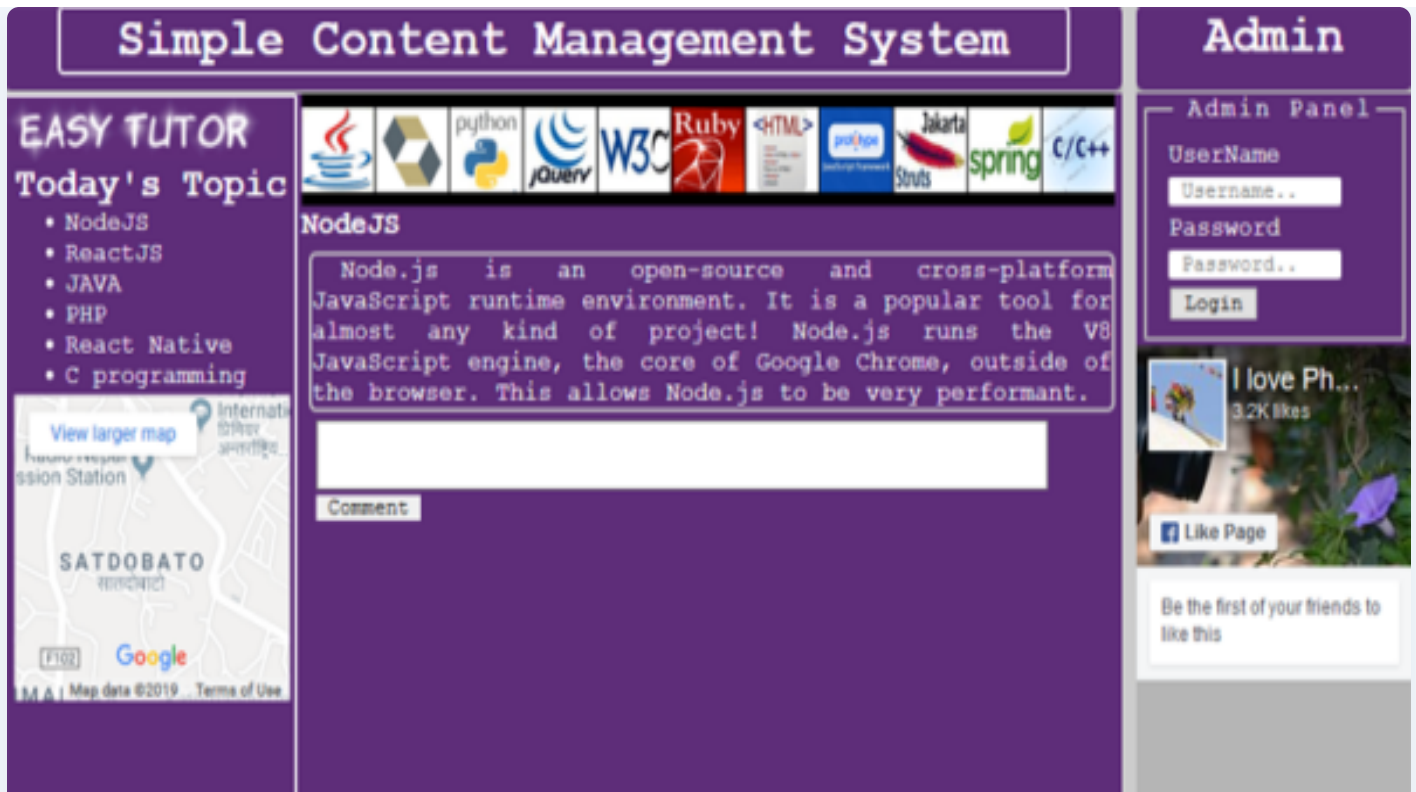 Simple Content Management System
Admin
EASY TUTOR
Today's Topic
• NodeJS
• ReactJS
• JAVA
• PHP
• React Native
• C programming
View larger map
Internati
अन्तर्राष्ट्रिय
ssion Station
SATDOBATO
सातदोबाटो
F102
Google
Map data ©2019
Terms of Use
python
jQuery
W3C
Ruby
<HTML>
prototype
Jakarta
Struts
spring
C/C++
NodeJS
Node.js is an open-source and cross-platform
JavaScript runtime environment. It is a popular tool for
almost any kind of project! Node.js runs the V8
JavaScript engine, the core of Google Chrome, outside of
the browser. This allows Node.js to be very performant.
Comment
Admin Panel
UserName
Username..
Password
Password..
Login
I love Ph...
3.2K likes
Like Page
Be the first of your friends to
like this